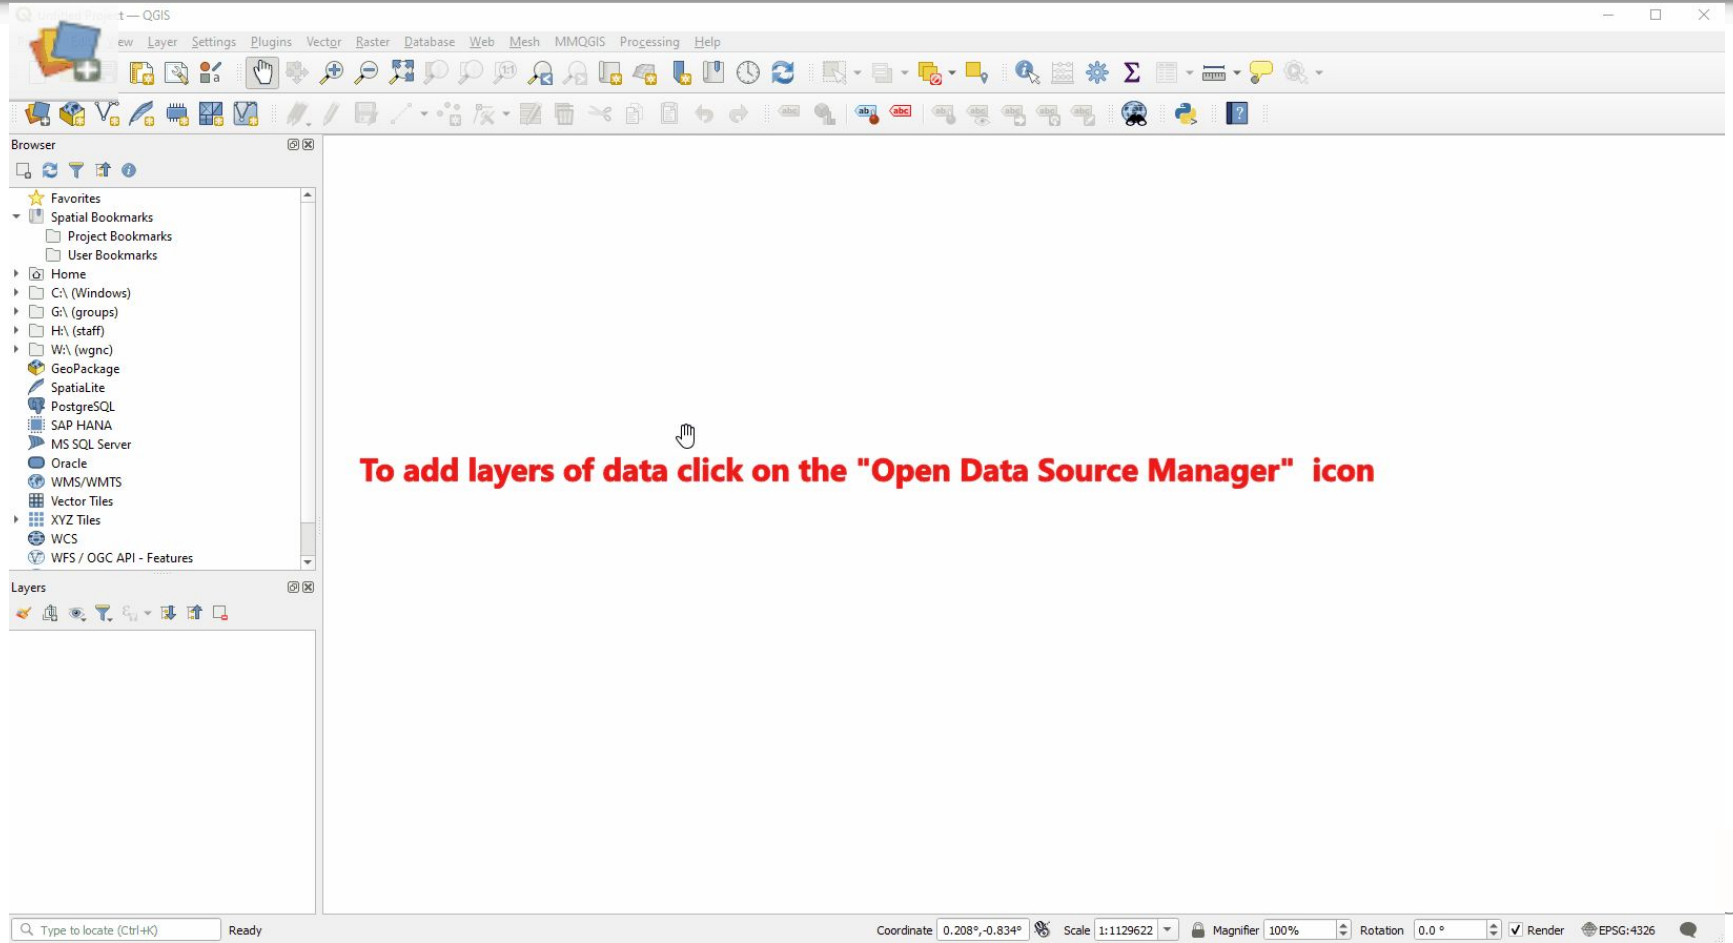 t — QGIS
ew Layer Settings Plugins Vector Raster Database Web Mesh MMQGIS Processing Help
Browser
Favorites
Spatial Bookmarks
Project Bookmarks
User Bookmarks
Home
C:\ (Windows)
G:\ (groups)
H:\ (staff)
W:\ (wgnc)
GeoPackage
SpatiaLite
PostgreSQL
SAP HANA
MS SQL Server
Oracle
WMS/WMTS
Vector Tiles
XYZ Tiles
WCS
WFS / OGC API - Features
To add layers of data click on the "Open Data Source Manager" icon
Layers
Type to locate (Ctrl+K) Ready Coordinate 0.208°,-0.834° Scale 1:1129622 Magnifier 100% Rotation 0.0 ° Render EPSG:4326